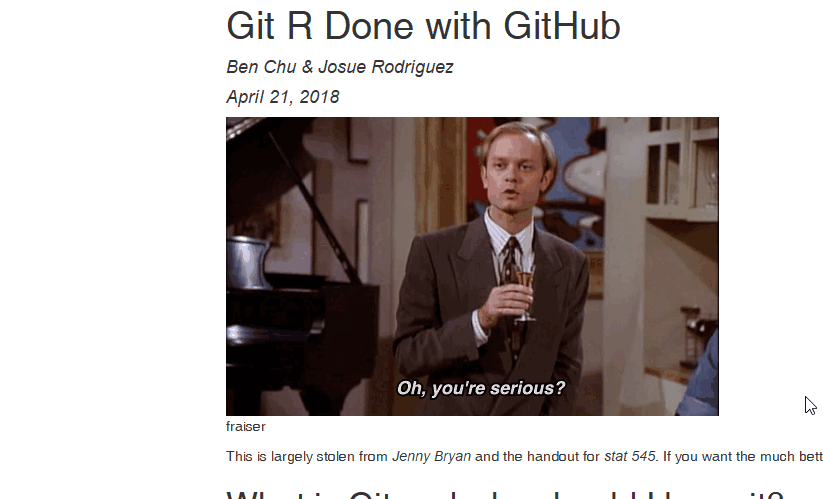 Git R Done with GitHub
Ben Chu & Josue Rodriguez
April 21, 2018
Oh, you're serious?
fraiser
This is largely stolen from Jenny Bryan and the handout for stat 545. If you want the much bett